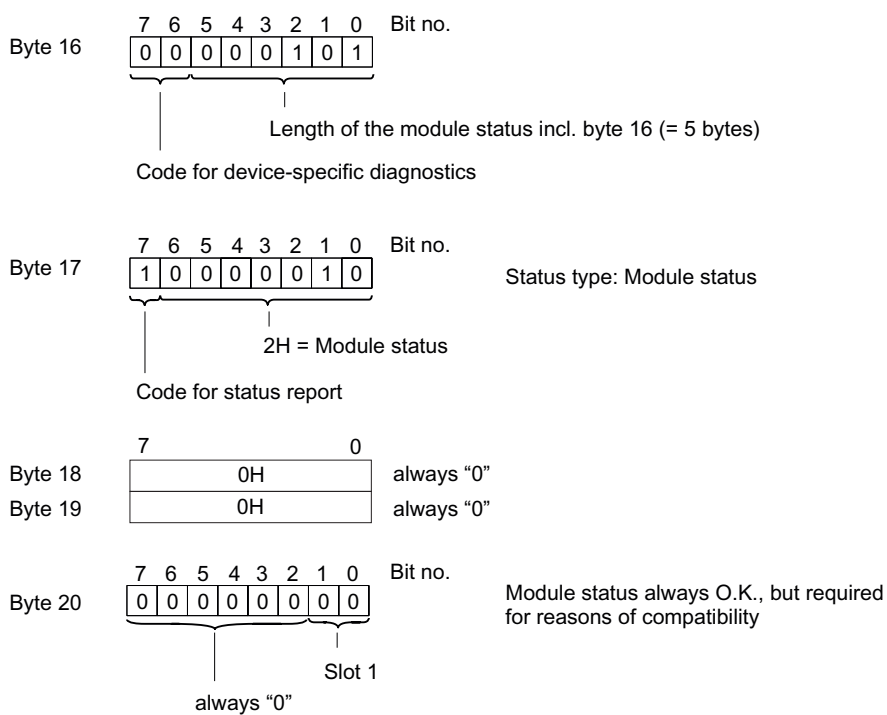 7 6 5 4 3 2 1 0 Bit no.
Byte 16 0 0 0 0 0 1 0 1
Length of the module status incl. byte 16 (= 5 bytes)
Code for device-specific diagnostics
7 6 5 4 3 2 1 0 Bit no.
Byte 17 1 0 0 0 0 0 1 0 Status type: Module status
2H = Module status
Code for status report
7 0
Byte 18 0H always “0”
Byte 19 0H always “0”
7 6 5 4 3 2 1 0 Bit no.
Byte 20 0 0 0 0 0 0 0 0 Module status always O.K., but required
for reasons of compatibility
Slot 1
always “0”